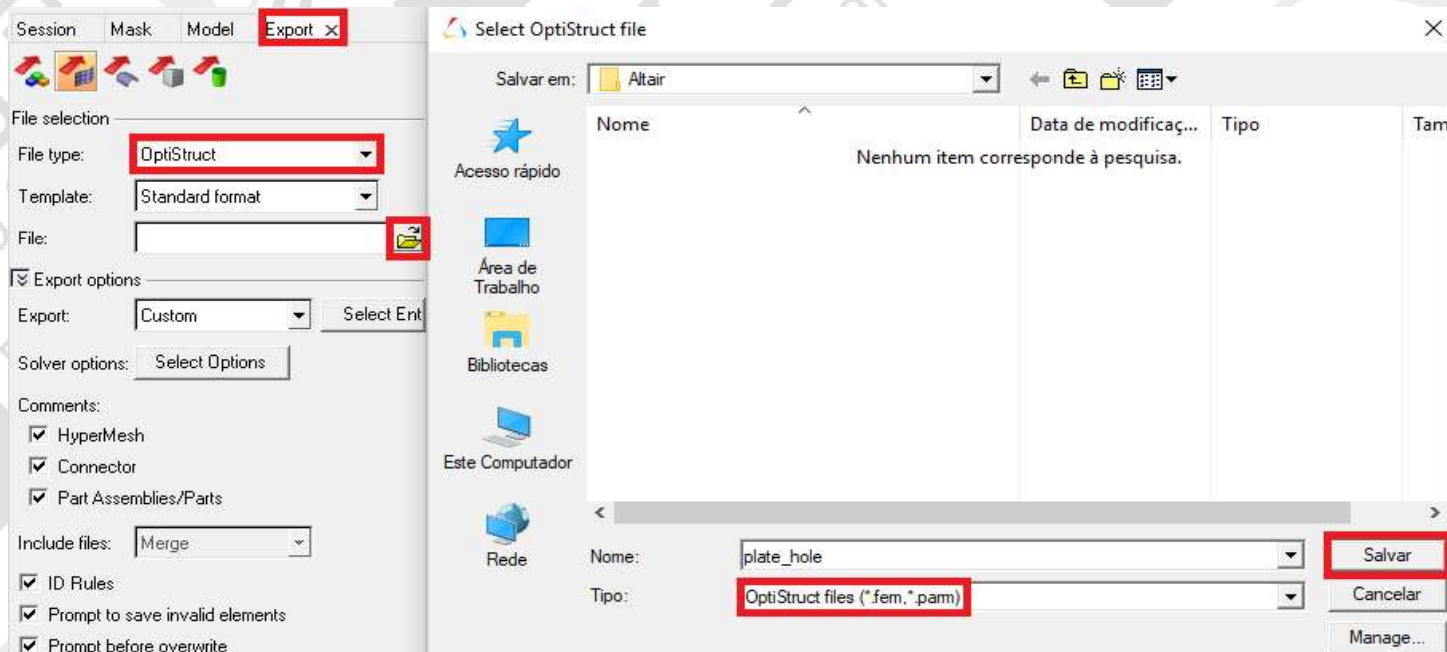 Session Mask Model Export
File selection
File type: OptiStruct
Template: Standard format
File:
Export options
Export: Custom Select Ent
Solver options: Select Options
Comments:
HyperMesh
Connector
Part Assemblies/Parts
Include files: Merge
ID Rules
Prompt to save invalid elements
Prompt before overwrite
Select OptiStruct file
Salvar em: Altair
Nome Data de modificaç... Tipo Tam
Nenhum item corresponde à pesquisa.
Acesso rápido
Área de
Trabalho
Bibliotecas
Este Computador
Rede
Nome: plate_hole Salvar
Tipo: OptiStruct files (*.fem,*.parm) Cancelar
Manage...